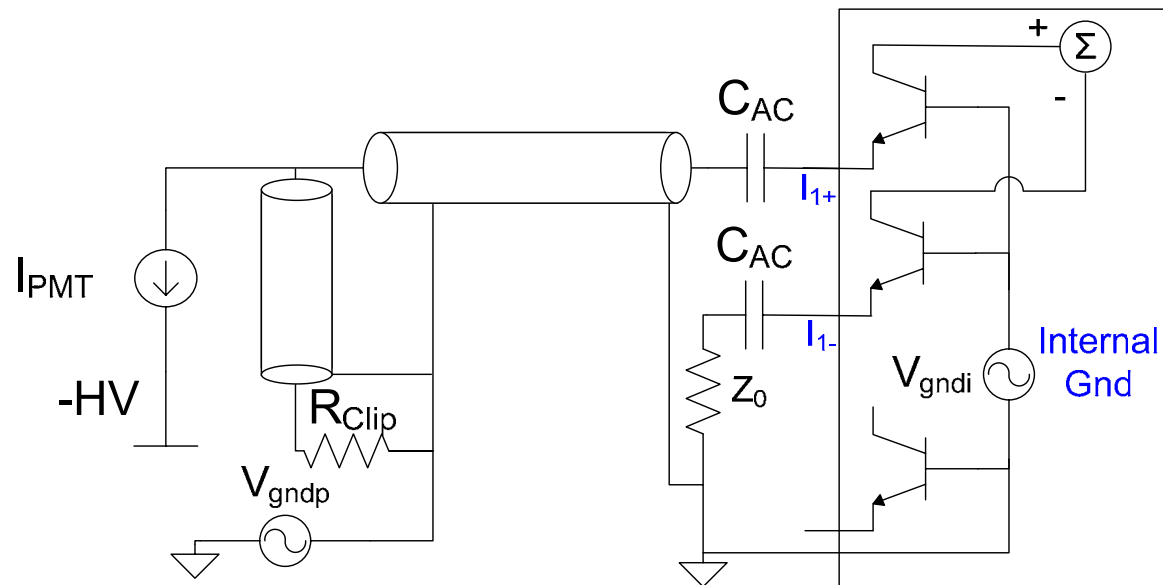 +
Σ
-
C_AC
I_1+
C_AC
I_PMT
I_1-
Internal
Gnd
V_gndi
Z_0
-HV
R_Clip
V_gndp